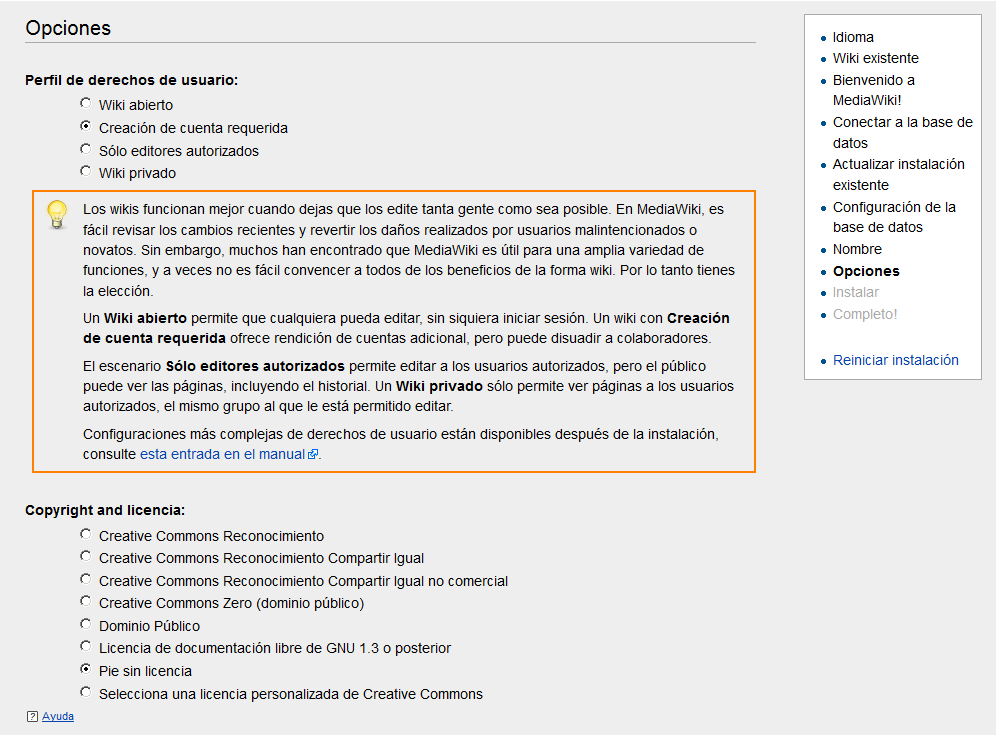 Opciones
Perfil de derechos de usuario:
Wiki abierto
Creación de cuenta requerida
Sólo editores autorizados
Wiki privado
Los wikis funcionan mejor cuando dejas que los edite tanta gente como sea posible. En MediaWiki, es
fácil revisar los cambios recientes y revertir los daños realizados por usuarios malintencionados o
novatos. Sin embargo, muchos han encontrado que MediaWiki es útil para una amplia variedad de
funciones, y a veces no es fácil convencer a todos de los beneficios de la forma wiki. Por lo tanto tienes
la elección.
Un Wiki abierto permite que cualquiera pueda editar, sin siquiera iniciar sesión. Un wiki con Creación
de cuenta requerida ofrece rendición de cuentas adicional, pero puede disuadir a colaboradores.
El escenario Sólo editores autorizados permite editar a los usuarios autorizados, pero el público
puede ver las páginas, incluyendo el historial. Un Wiki privado sólo permite ver páginas a los usuarios
autorizados, el mismo grupo al que le está permitido editar.
Configuraciones más complejas de derechos de usuario están disponibles después de la instalación,
consulte esta entrada en el manual.
Copyright and licencia:
Creative Commons Reconocimiento
Creative Commons Reconocimiento Compartir Igual
Creative Commons Reconocimiento Compartir Igual no comercial
Creative Commons Zero (dominio público)
Dominio Público
Licencia de documentación libre de GNU 1.3 o posterior
Pie sin licencia
Selecciona una licencia personalizada de Creative Commons
? Ayuda
Idioma
Wiki existente
Bienvenido a
MediaWiki!
Conectar a la base de
datos
Actualizar instalación
existente
Configuración de la
base de datos
Nombre
Opciones
Instalar
Completo!
Reiniciar instalación